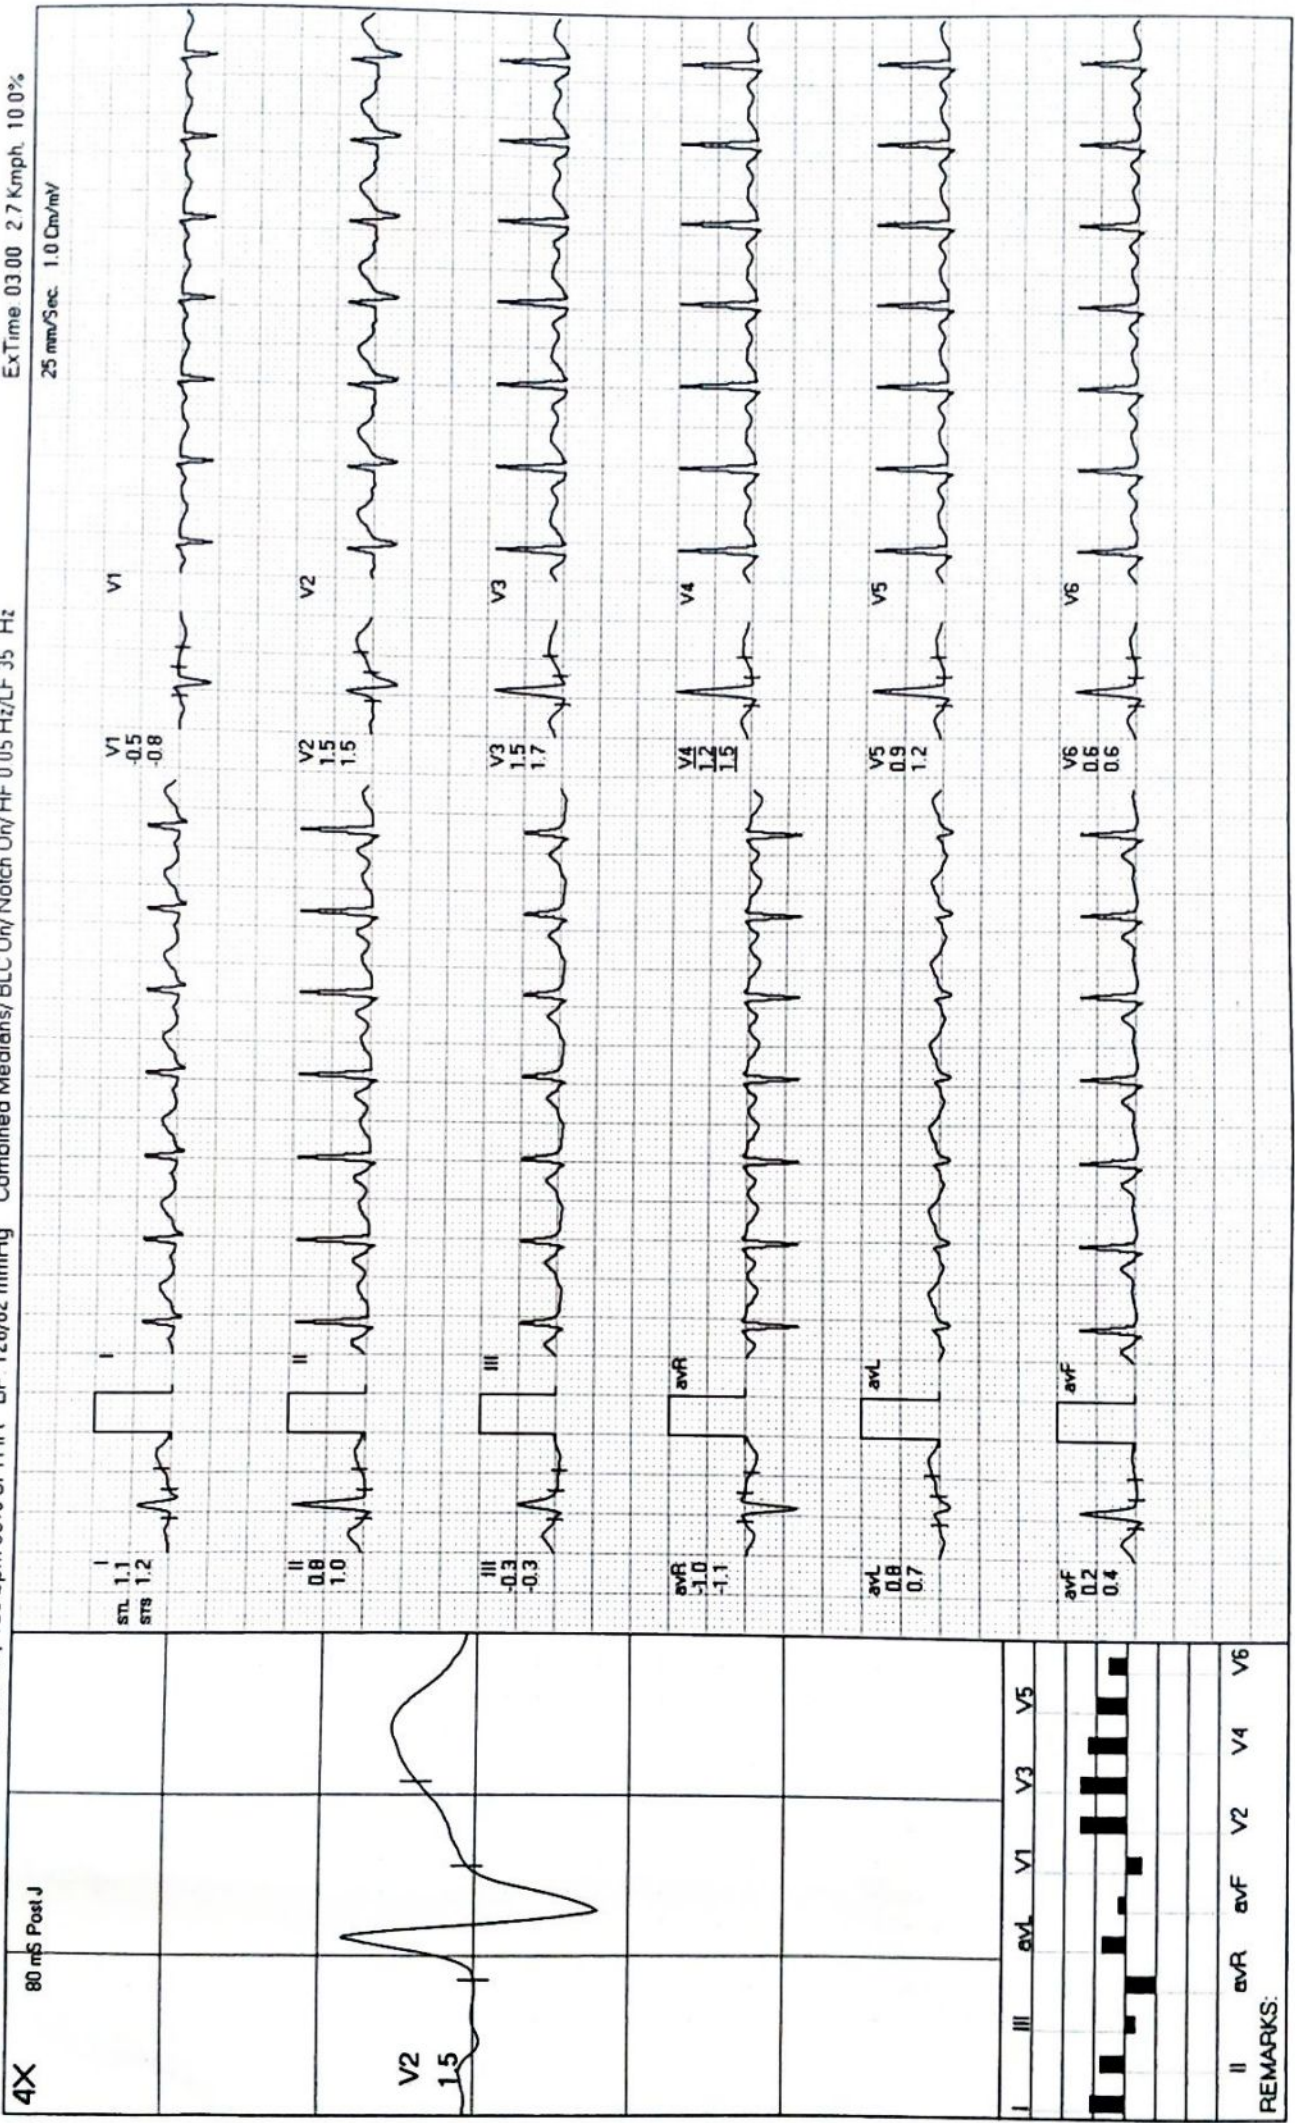 ExTime 03:00 2.7 Kmph, 10.0%
Combined Medians/ BLC On/ Notch On/ HF 0.05 Hz/LF 35 Hz
25 mm/Sec. 1.0 Cm/mV
4X
80 mS Post J
V2
1.5
I
STL 1.1
STS 1.2
I
V1
-0.5
-0.8
V1
II
0.8
1.0
II
V2
1.5
1.5
V2
III
-0.3
-0.3
III
V3
1.5
1.7
V3
avR
-1.0
-1.1
avR
V4
1.2
1.5
V4
avL
0.8
0.7
avL
V5
0.9
1.2
V5
avF
0.2
0.4
avF
V6
0.6
0.6
V6
I III avL V1 V3 V5
II avR avF V2 V4 V6
REMARKS: